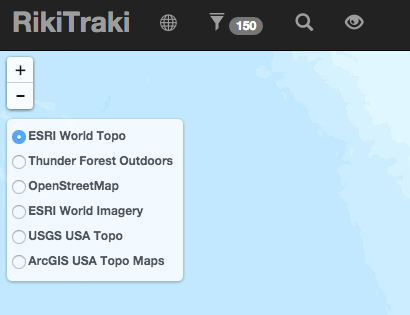 RikiTraki 150
+
-
ESRI World Topo
Thunder Forest Outdoors
OpenStreetMap
ESRI World Imagery
USGS USA Topo
ArcGIS USA Topo Maps